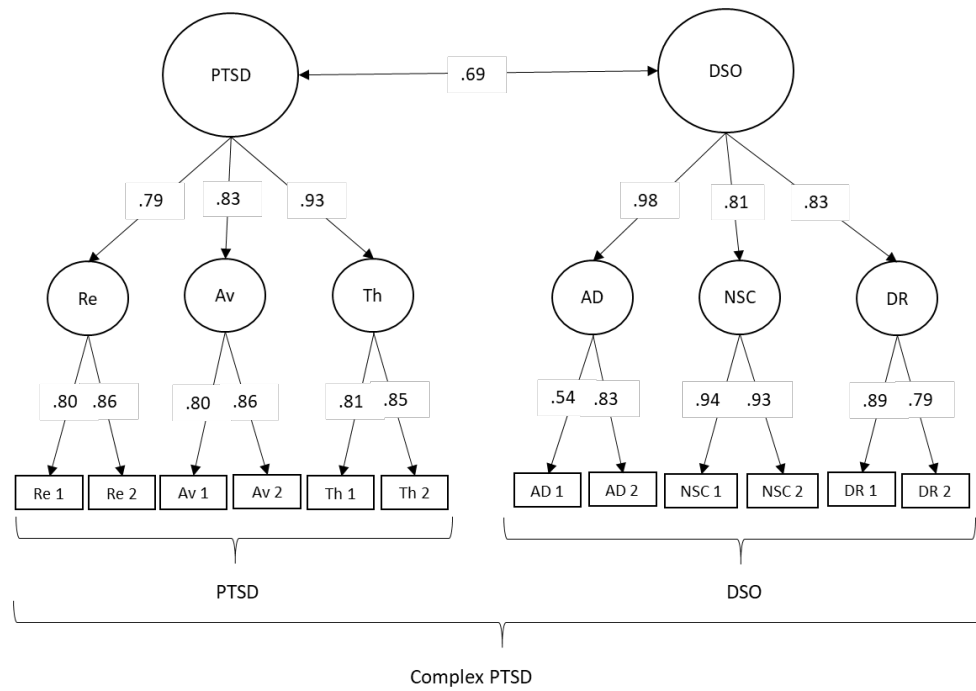 PTSD .69 DSO
.79 .83 .93 .98 .81 .83
Re Av Th AD NSC DR
.80 .86 .80 .86 .81 .85 .54 .83 .94 .93 .89 .79
Re 1 Re 2 Av 1 Av 2 Th 1 Th 2 AD 1 AD 2 NSC 1 NSC 2 DR 1 DR 2
PTSD DSO
Complex PTSD